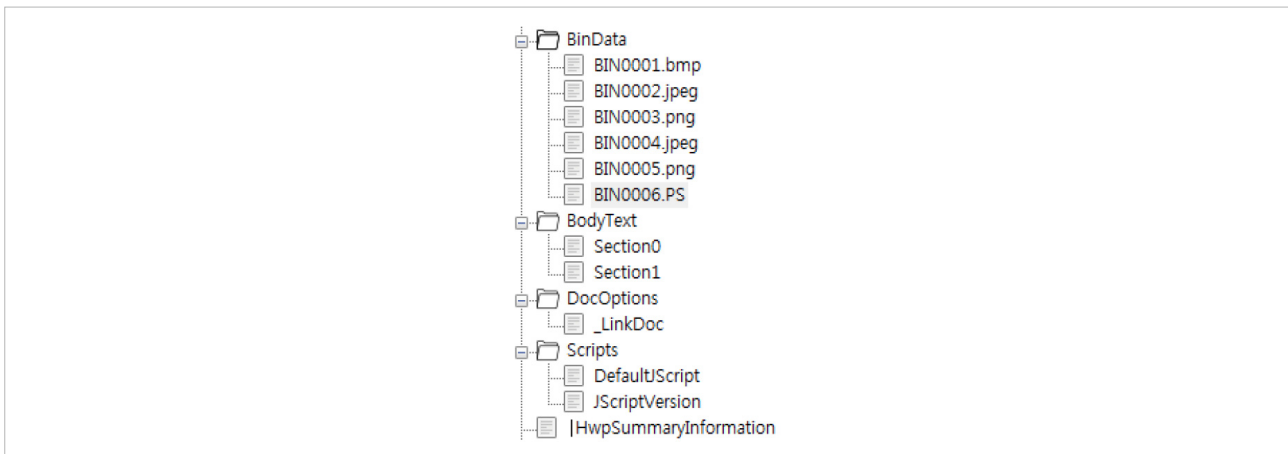 BinData
BIN0001.bmp
BIN0002.jpeg
BIN0003.png
BIN0004.jpeg
BIN0005.png
BIN0006.PS
BodyText
Section0
Section1
DocOptions
_LinkDoc
Scripts
DefaultJScript
JScriptVersion
|HwpSummaryInformation